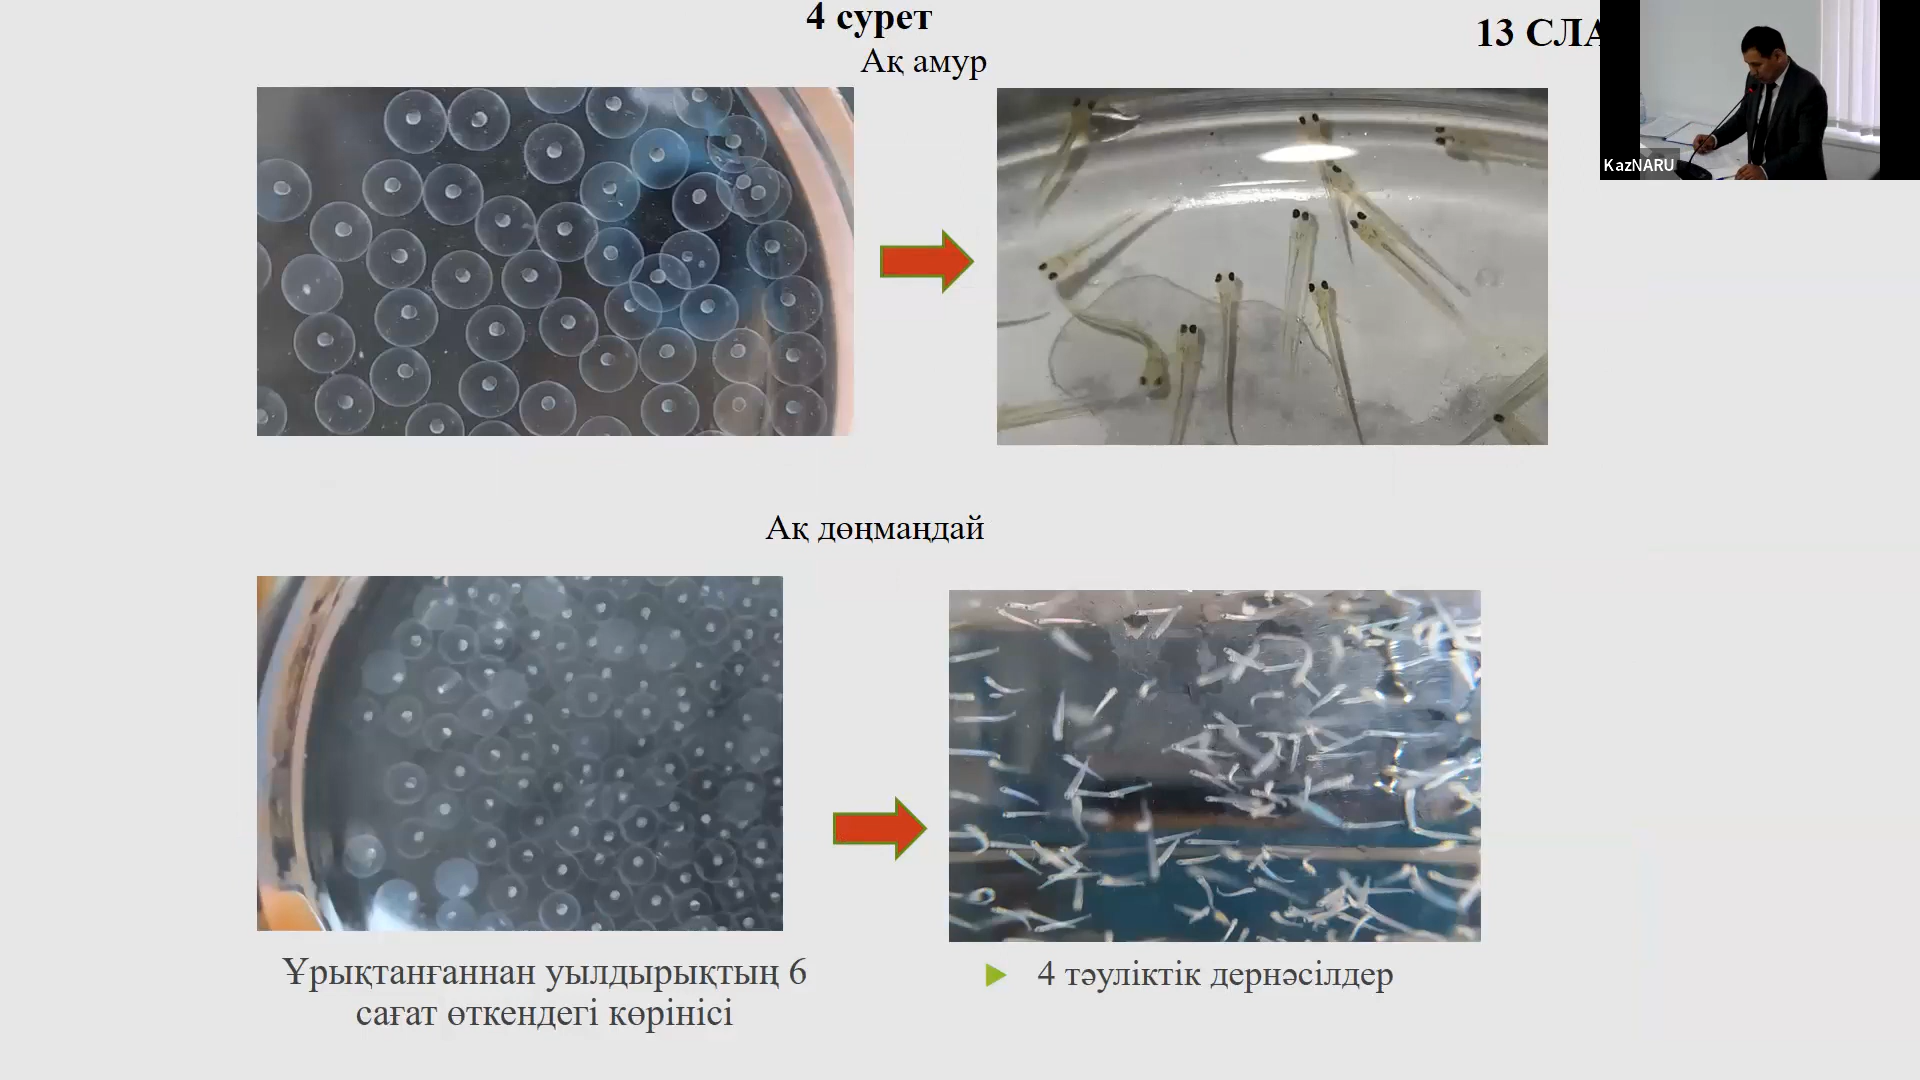 4 сурет
13 СЛА
Ақ амур
KazNARU
Ақ дөңмаңдай
Ұрықтанғаннан уылдырықтың 6
сағат өткендегі көрінісі
4 тәуліктік дернәсілдер